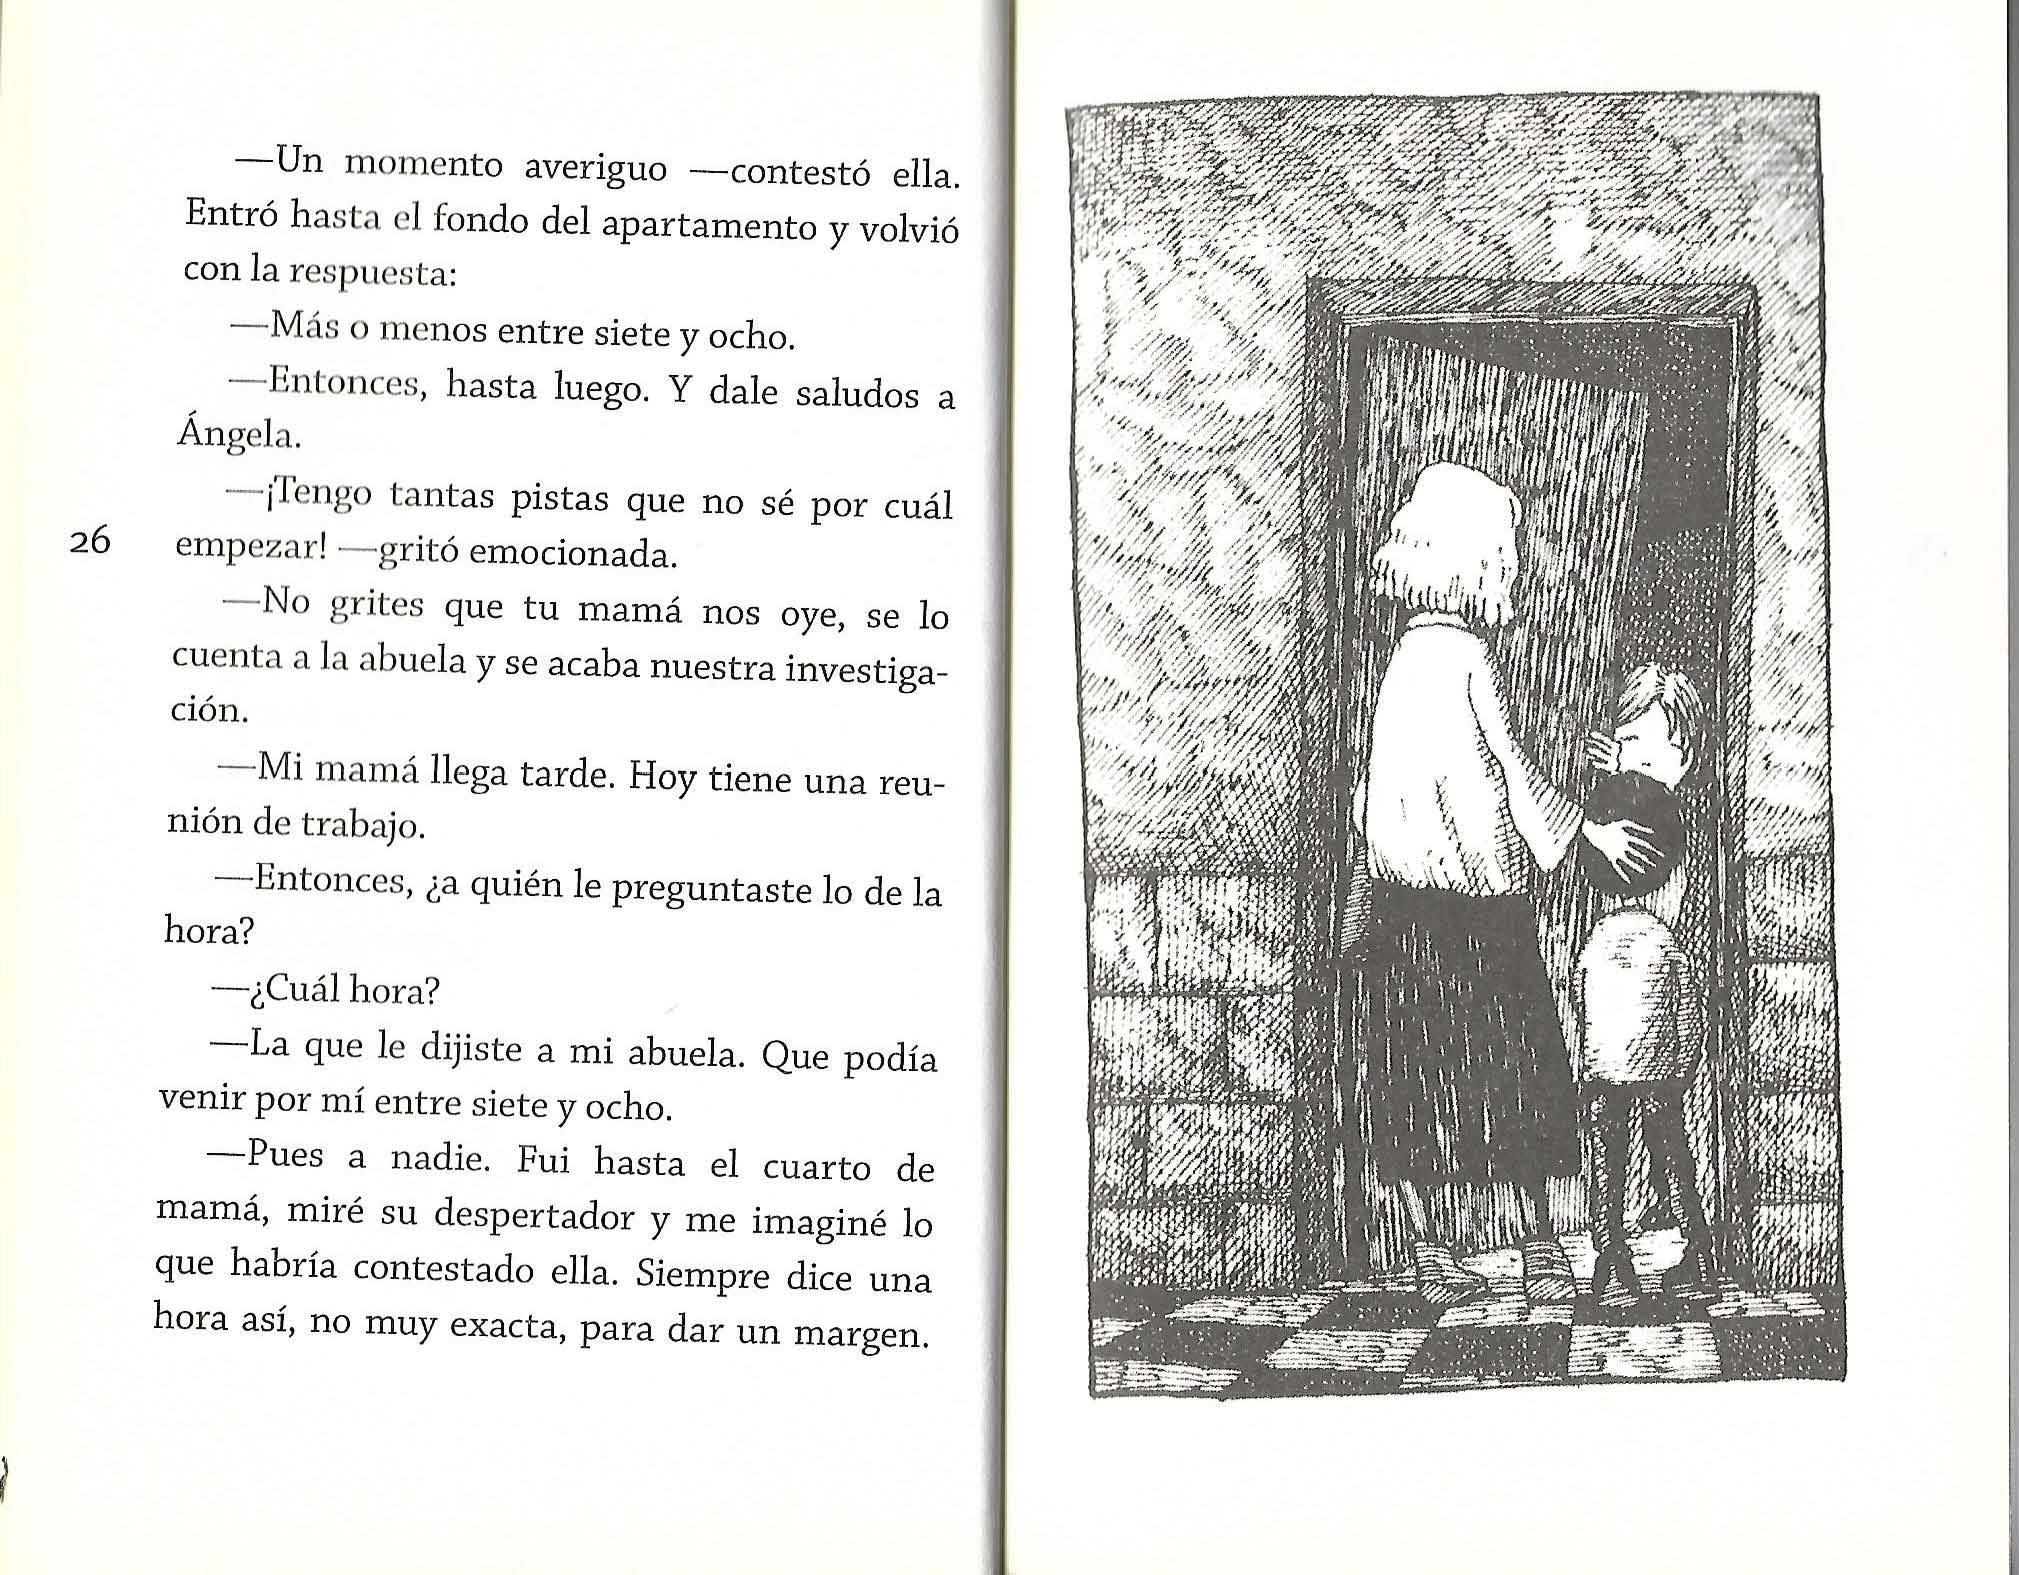 —Un momento averiguo —contestó ella.
Entró hasta el fondo del apartamento y volvió
con la respuesta:
—Más o menos entre siete y ocho.
—Entonces, hasta luego. Y dale saludos a
Ángela.
—¡Tengo tantas pistas que no sé por cuál
empezar! —gritó emocionada.
—No grites que tu mamá nos oye, se lo
cuenta a la abuela y se acaba nuestra investiga-
ción.
—Mi mamá llega tarde. Hoy tiene una reu-
nión de trabajo.
—Entonces, ¿a quién le preguntaste lo de la
hora?
—¿Cuál hora?
—La que le dijiste a mi abuela. Que podía
venir por mí entre siete y ocho.
—Pues a nadie. Fui hasta el cuarto de
mamá, miré su despertador y me imaginé lo
que habría contestado ella. Siempre dice una
hora así, no muy exacta, para dar un margen.
26